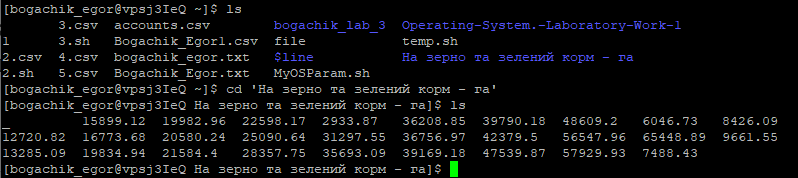 [bogachik_egor@vpsj3IeQ ~]$ ls
3.csv accounts.csv bogachik_lab_3 Operating-System.-Laboratory-Work-1
1 3.sh Bogachik_Egor1.csv file temp.sh
2.csv 4.csv bogachik_egor.txt $line На зерно та зелений корм - га
2.sh 5.csv Bogachik_Egor.txt MyOSParam.sh
[bogachik_egor@vpsj3IeQ ~]$ cd 'На зерно та зелений корм - га'
[bogachik_egor@vpsj3IeQ На зерно та зелений корм - га]$ ls
_ 15899.12 19982.96 22598.17 2933.87 36208.85 39790.18 48609.2 6046.73 8426.09
12720.82 16773.68 20580.24 25090.64 31297.55 36756.97 42379.5 56547.96 65448.89 9661.55
13285.09 19834.94 21584.4 28357.75 35693.09 39169.18 47539.87 57929.93 7488.43
[bogachik_egor@vpsj3IeQ На зерно та зелений корм - га]$